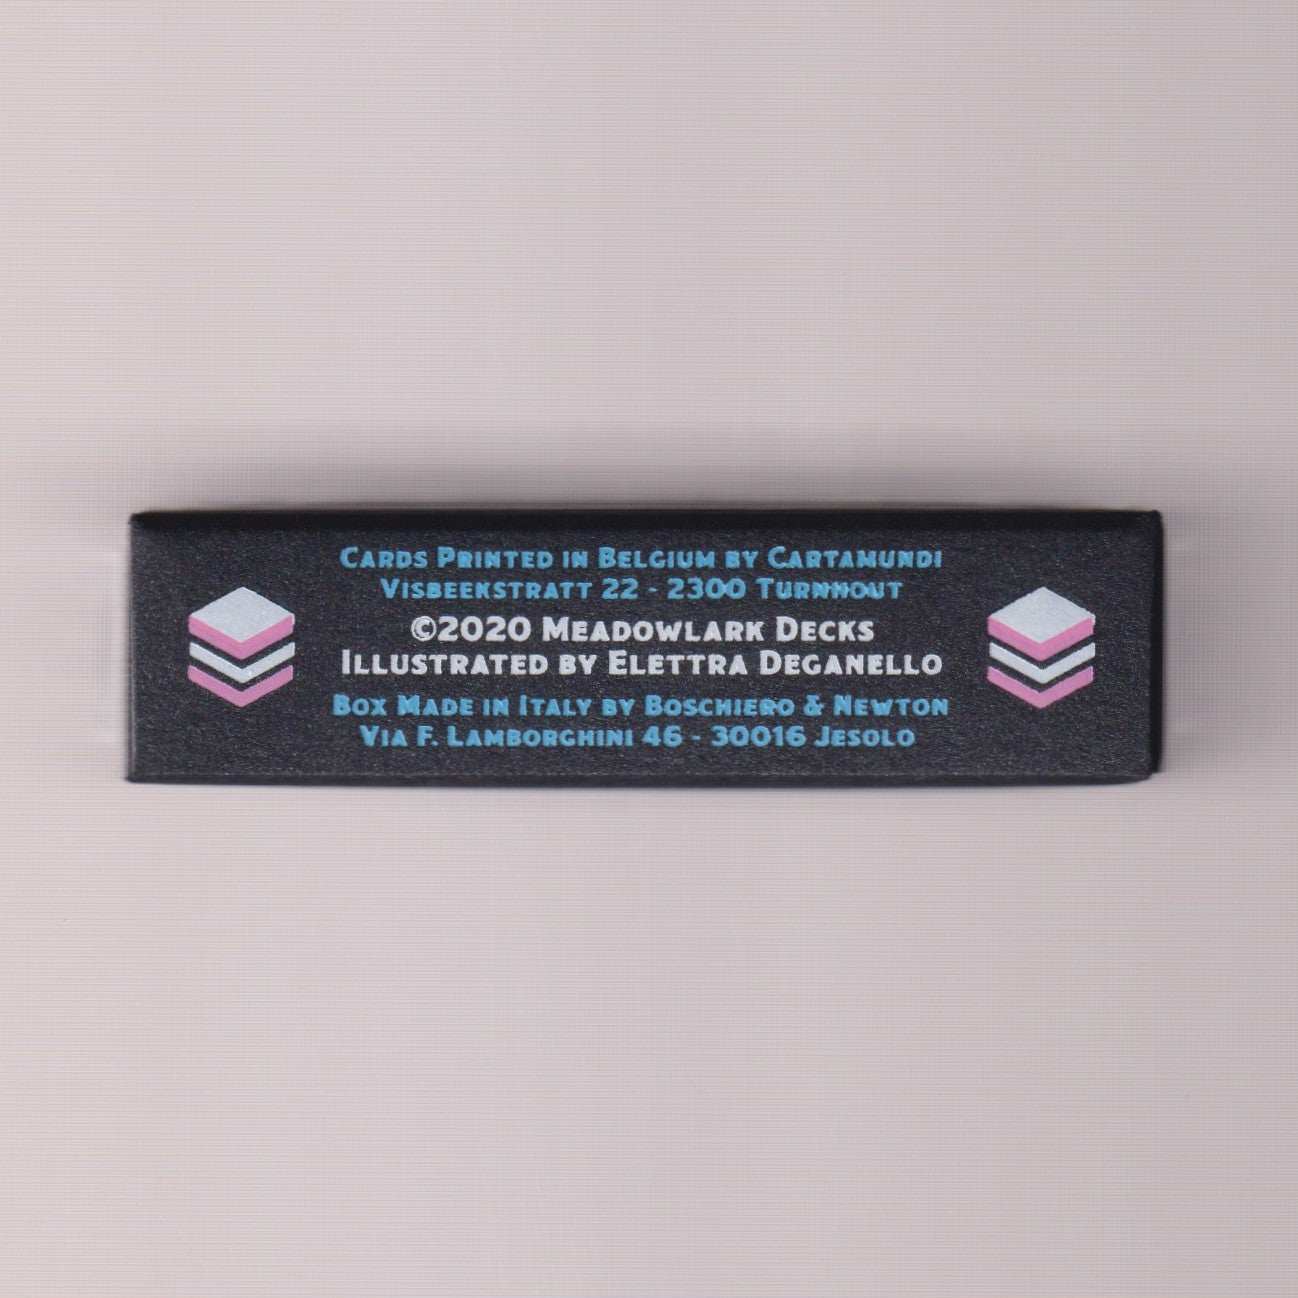 Cards Printed in Belgium by Cartamundi
Visbeekstratt 22 - 2300 Turnhout
©2020 Meadowlark Decks
Illustrated by Elettra Deganello
Box Made in Italy by Boschiero & Newton
Via F. Lamborghini 46 - 30016 Jesolo